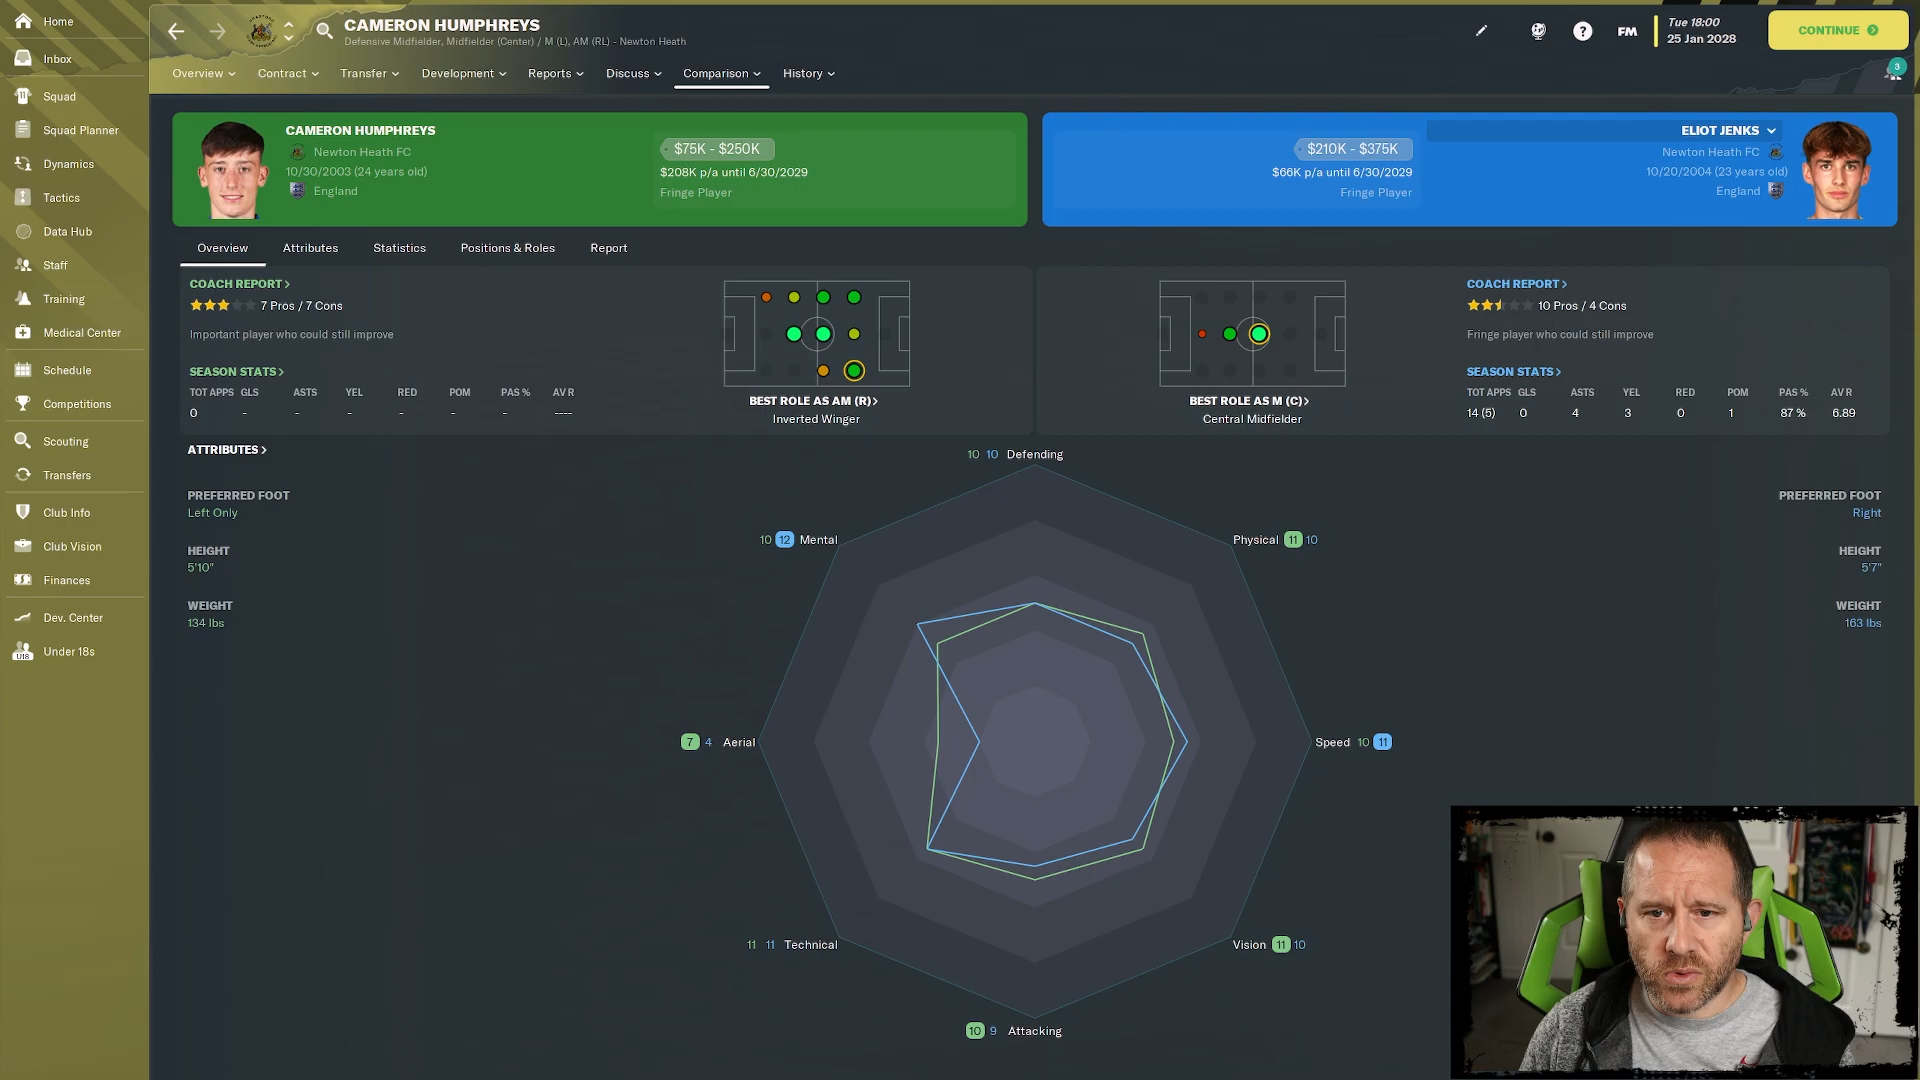 Home
Inbox
Squad
Squad Planner
Dynamics
Tactics
Data Hub
Staff
Training
Medical Center
Schedule
Competitions
Scouting
Transfers
Club Info
Club Vision
Finances
Dev. Center
U18 Under 18s
CAMERON HUMPHREYS
Defensive Midfielder, Midfielder (Center) / M (L), AM (RL) - Newton Heath
FM
Tue 18:00
25 Jan 2028
CONTINUE
Overview Contract Transfer Development Reports Discuss Comparison History
3
CAMERON HUMPHREYS
Newton Heath FC
10/30/2003 (24 years old)
England
$75K - $250K
$208K p/a until 6/30/2029
Fringe Player
$210K - $375K
$66K p/a until 6/30/2029
Fringe Player
ELIOT JENKS
Newton Heath FC
10/20/2004 (23 years old)
England
Overview Attributes Statistics Positions & Roles Report
COACH REPORT >
7 Pros / 7 Cons
Important player who could still improve
SEASON STATS >
TOT APPS GLS ASTS YEL RED POM PAS % AV R
0 - - - - - - ----
BEST ROLE AS AM (R) >
Inverted Winger
BEST ROLE AS M (C) >
Central Midfielder
COACH REPORT >
10 Pros / 4 Cons
Fringe player who could still improve
SEASON STATS >
TOT APPS GLS ASTS YEL RED POM PAS % AV R
14 (5) 0 4 3 0 1 87 % 6.89
ATTRIBUTES >
PREFERRED FOOT
Left Only
HEIGHT
5'10"
WEIGHT
134 lbs
10 10 Defending
10 12 Mental
Physical 11 10
7 4 Aerial
Speed 10 11
11 11 Technical
Vision 11 10
10 9 Attacking
PREFERRED FOOT
Right
HEIGHT
5'7"
WEIGHT
163 lbs